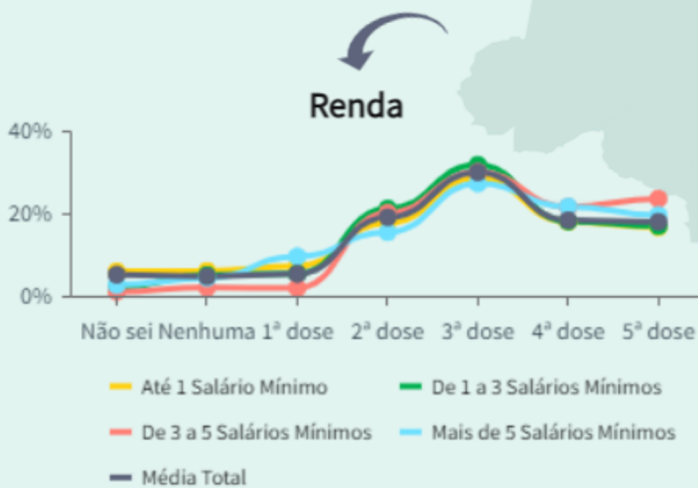 Renda
40%
20%
0%
Não sei Nenhuma 1ª dose 2ª dose 3ª dose 4ª dose 5ª dose
Até 1 Salário Mínimo De 1 a 3 Salários Mínimos
De 3 a 5 Salários Mínimos Mais de 5 Salários Mínimos
Média Total